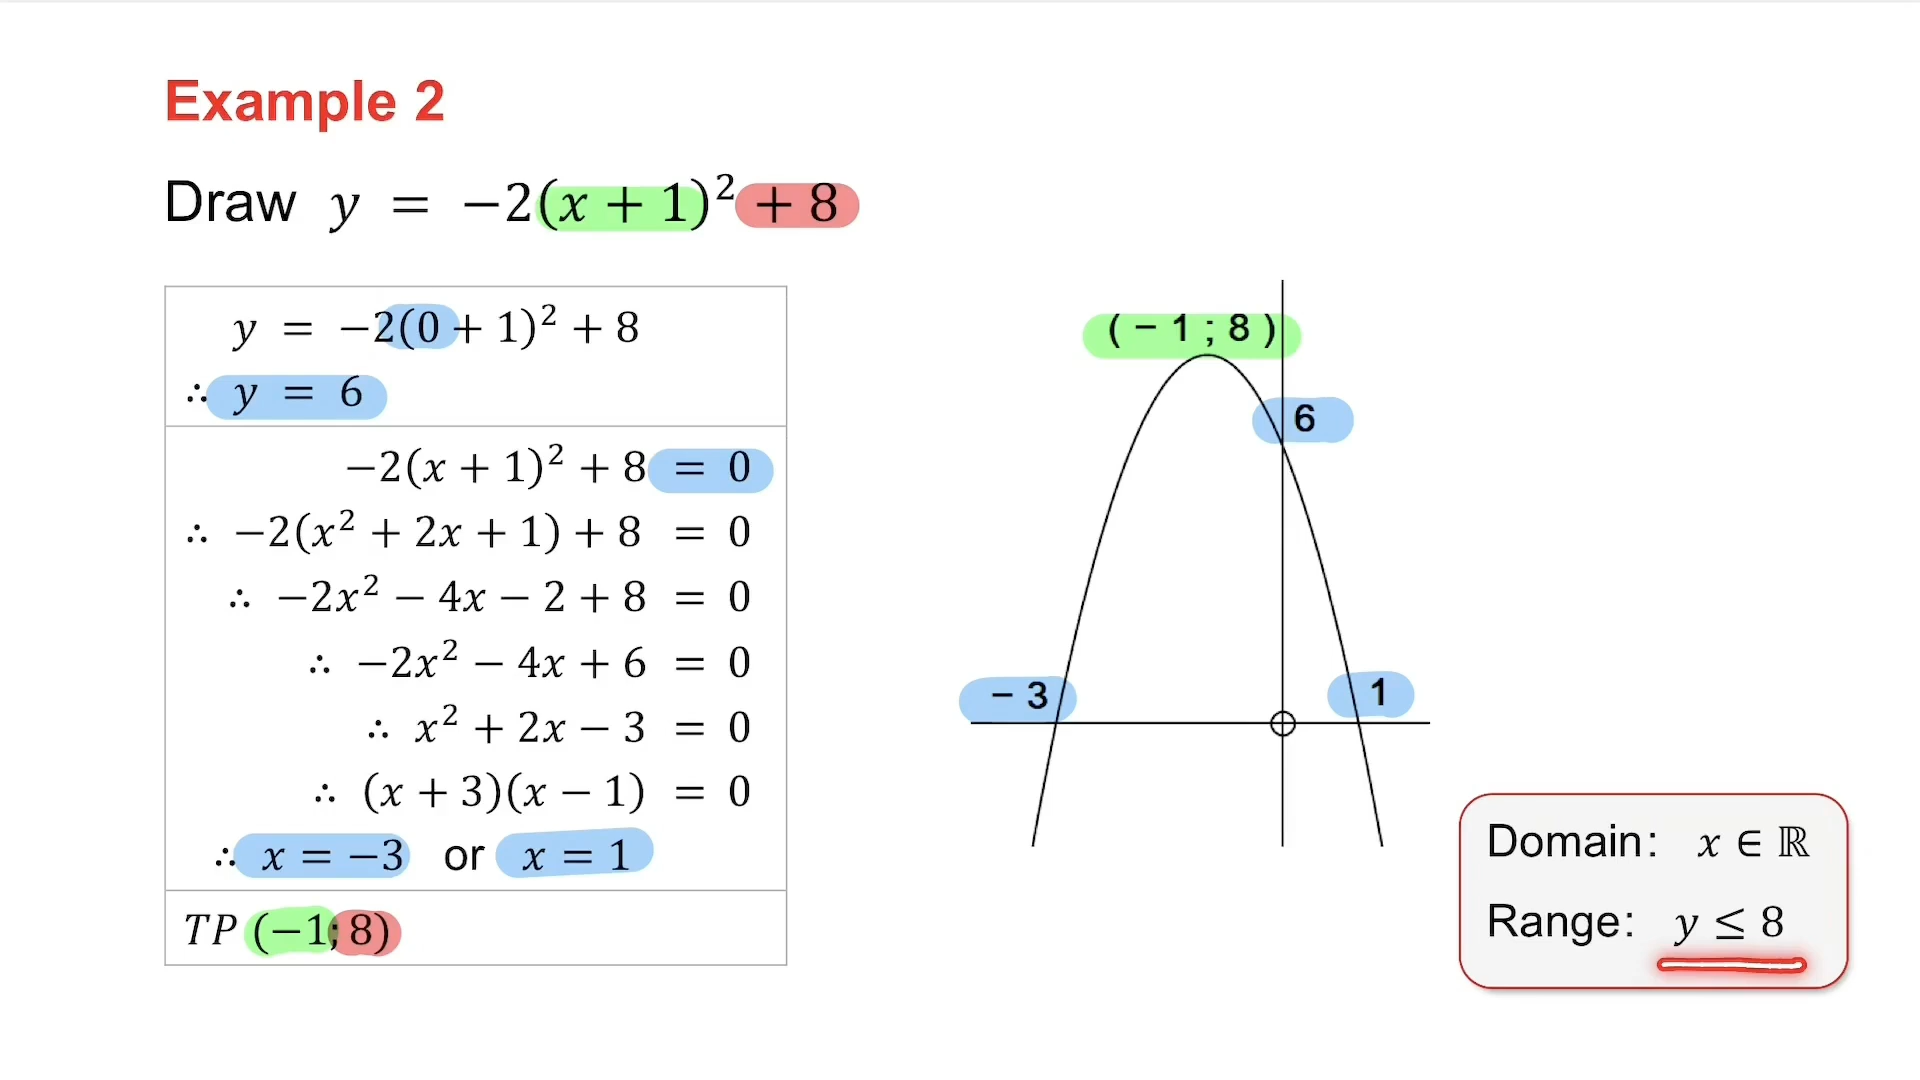 Example 2
Draw y = −2(x + 1)² + 8
y = −2(0 + 1)² + 8
∴ y = 6
−2(x + 1)² + 8 = 0
∴ −2(x² + 2x + 1) + 8 = 0
∴ −2x² − 4x − 2 + 8 = 0
∴ −2x² − 4x + 6 = 0
∴ x² + 2x − 3 = 0
∴ (x + 3)(x − 1) = 0
∴ x = −3 or x = 1
TP (−1; 8)
( − 1 ; 8 )
6
− 3
1
Domain: x ∈ ℝ
Range: y ≤ 8